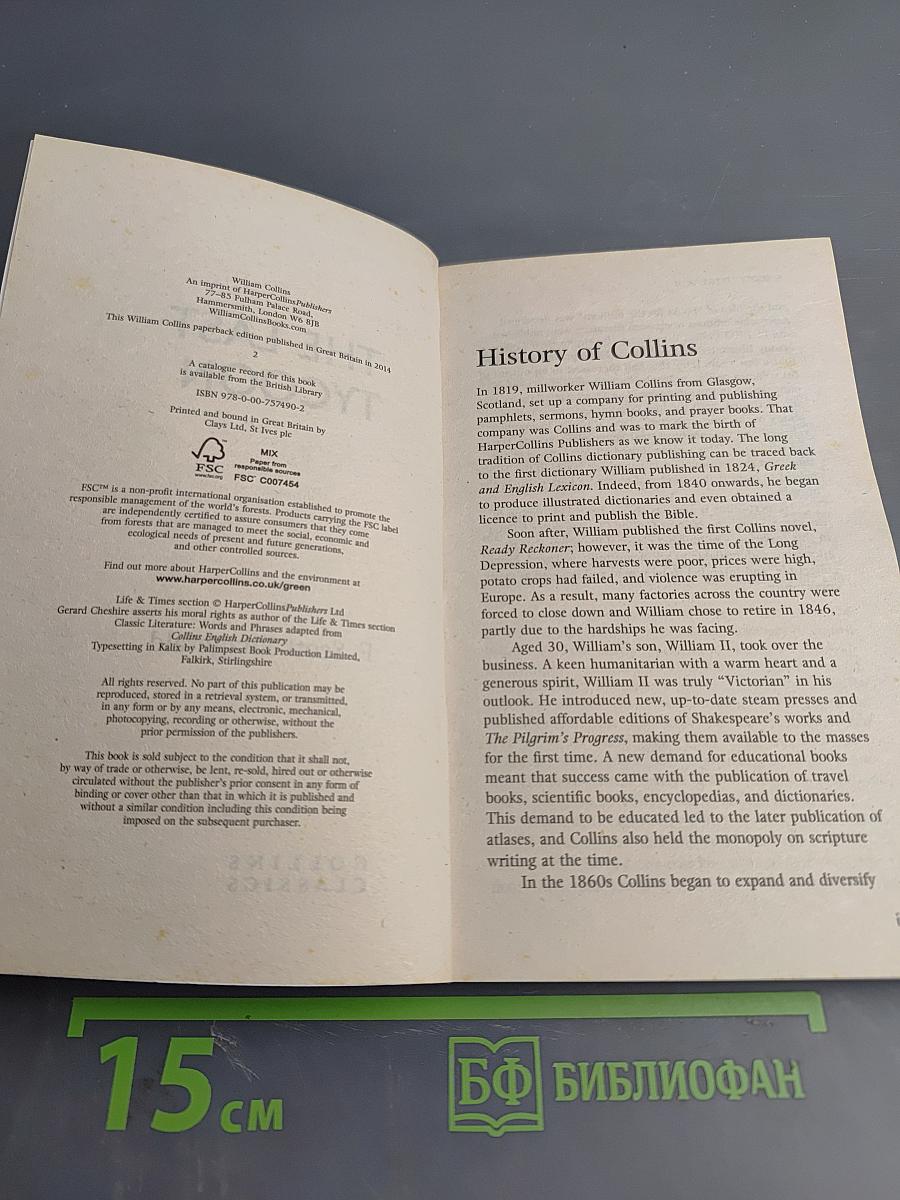 William Collins
An imprint of HarperCollinsPublishers
77–85 Fulham Palace Road,
Hammersmith, London W6 8JB
WilliamCollinsBooks.com
This William Collins paperback edition published in Great Britain in 2014
2
A catalogue record for this book
is available from the British Library
ISBN 978-0-00-757490-2
Printed and bound in Great Britain by
Clays Ltd, St Ives plc
FSC
www.fsc.org
MIX
Paper from
responsible sources
FSC™ C007454
FSC™ is a non-profit international organisation established to promote the
responsible management of the world's forests. Products carrying the FSC label
are independently certified to assure consumers that they come
from forests that are managed to meet the social, economic and
ecological needs of present and future generations,
and other controlled sources.
Find out more about HarperCollins and the environment at
www.harpercollins.co.uk/green
Life & Times section © HarperCollinsPublishers Ltd
Gerard Cheshire asserts his moral rights as author of the Life & Times section
Classic Literature: Words and Phrases adapted from
Collins English Dictionary
Typesetting in Kalix by Palimpsest Book Production Limited,
Falkirk, Stirlingshire
All rights reserved. No part of this publication may be
reproduced, stored in a retrieval system, or transmitted,
in any form or by any means, electronic, mechanical,
photocopying, recording or otherwise, without the
prior permission of the publishers.
This book is sold subject to the condition that it shall not,
by way of trade or otherwise, be lent, re-sold, hired out or otherwise
circulated without the publisher's prior consent in any form of
binding or cover other than that in which it is published and
without a similar condition including this condition being
imposed on the subsequent purchaser.
History of Collins
In 1819, millworker William Collins from Glasgow,
Scotland, set up a company for printing and publishing
pamphlets, sermons, hymn books, and prayer books. That
company was Collins and was to mark the birth of
HarperCollins Publishers as we know it today. The long
tradition of Collins dictionary publishing can be traced back
to the first dictionary William published in 1824, Greek
and English Lexicon. Indeed, from 1840 onwards, he began
to produce illustrated dictionaries and even obtained a
licence to print and publish the Bible.
Soon after, William published the first Collins novel,
Ready Reckoner; however, it was the time of the Long
Depression, where harvests were poor, prices were high,
potato crops had failed, and violence was erupting in
Europe. As a result, many factories across the country were
forced to close down and William chose to retire in 1846,
partly due to the hardships he was facing.
Aged 30, William's son, William II, took over the
business. A keen humanitarian with a warm heart and a
generous spirit, William II was truly “Victorian” in his
outlook. He introduced new, up-to-date steam presses and
published affordable editions of Shakespeare's works and
The Pilgrim's Progress, making them available to the masses
for the first time. A new demand for educational books
meant that success came with the publication of travel
books, scientific books, encyclopedias, and dictionaries.
This demand to be educated led to the later publication of
atlases, and Collins also held the monopoly on scripture
writing at the time.
In the 1860s Collins began to expand and diversify
15 см
БФ БИБЛИОФАН